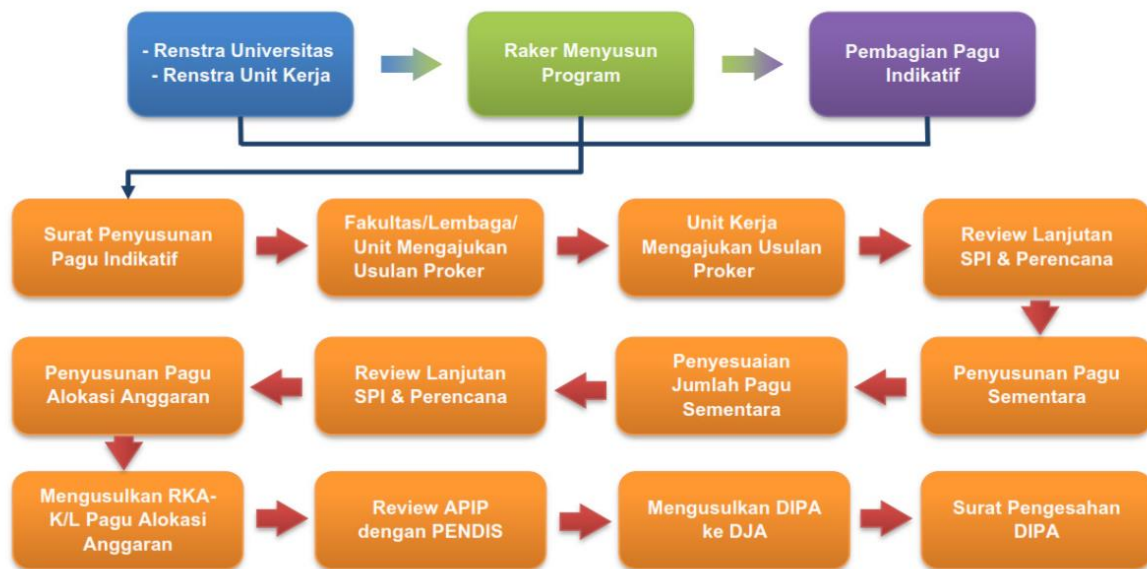 - Renstra Universitas
- Renstra Unit Kerja
Raker Menyusun
Program
Pembagian Pagu
Indikatif
Surat Penyusunan
Pagu Indikatif
Fakultas/Lembaga/
Unit Mengajukan
Usulan Proker
Unit Kerja
Mengajukan Usulan
Proker
Review Lanjutan
SPI & Perencana
Penyusunan Pagu
Alokasi Anggaran
Review Lanjutan
SPI & Perencana
Penyesuaian
Jumlah Pagu
Sementara
Penyusunan Pagu
Sementara
Mengusulkan RKA-
K/L Pagu Alokasi
Anggaran
Review APIP
dengan PENDIS
Mengusulkan DIPA
ke DJA
Surat Pengesahan
DIPA